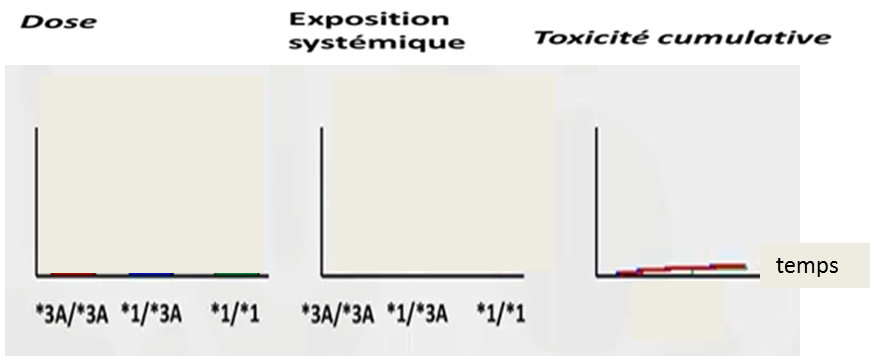 Dose
Exposition
systémique
Toxicité cumulative
temps
*3A/*3A *1/*3A *1/*1
*3A/*3A *1/*3A *1/*1